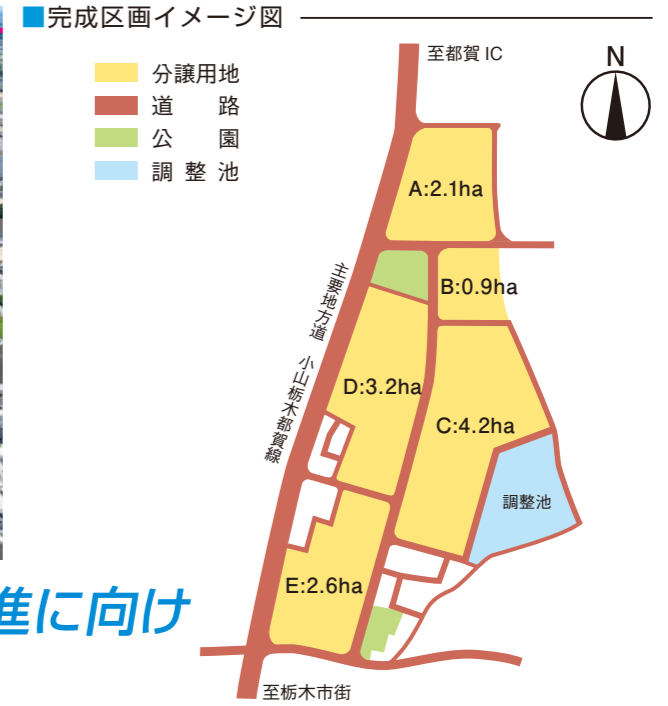 ■完成区画イメージ図
分譲用地
道 路
公 園
調 整 池
至都賀 IC
N
A:2.1ha
B:0.9ha
主要地方道 小山栃木都賀線
D:3.2ha
C:4.2ha
調整池
E:2.6ha
進に向け
至栃木市街